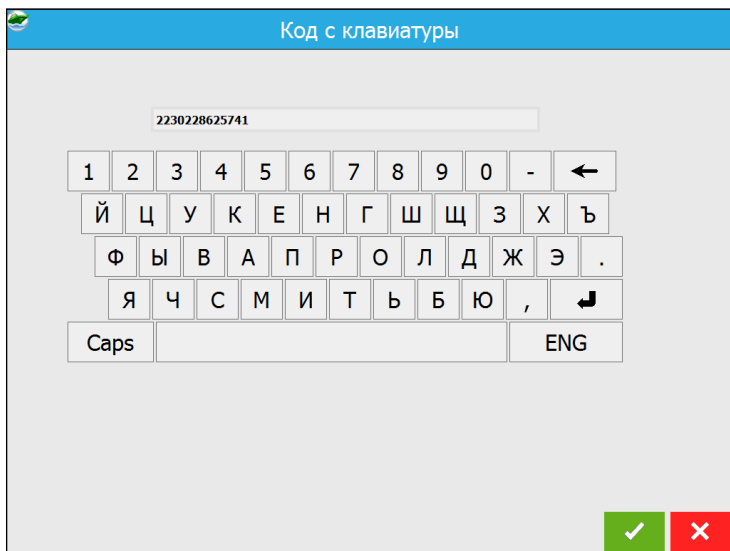 Код с клавиатуры
2230228625741
1 2 3 4 5 6 7 8 9 0 - ←
Й Ц У К Е Н Г Ш Щ З Х Ъ
Ф Ы В А П Р О Л Д Ж Э .
Я Ч С М И Т Ь Б Ю ,
Caps ENG